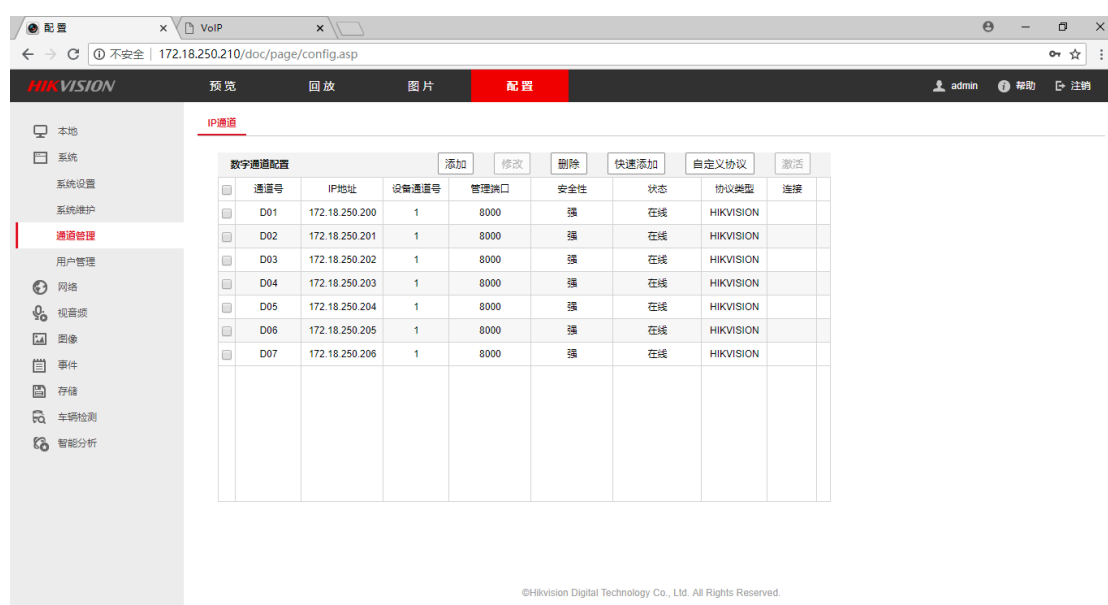 配置 VoIP
不安全 | 172.18.250.210/doc/page/config.asp
HIKVISION 预览 回放 图片 配置 admin 帮助 注销
本地
系统
系统设置
系统维护
通道管理
用户管理
网络
视音频
图像
事件
存储
车辆检测
智能分析
IP通道
数字通道配置 添加 修改 删除 快速添加 自定义协议 激活
通道号 IP地址 设备通道号 管理端口 安全性 状态 协议类型 连接
D01 172.18.250.200 1 8000 强 在线 HIKVISION
D02 172.18.250.201 1 8000 强 在线 HIKVISION
D03 172.18.250.202 1 8000 强 在线 HIKVISION
D04 172.18.250.203 1 8000 强 在线 HIKVISION
D05 172.18.250.204 1 8000 强 在线 HIKVISION
D06 172.18.250.205 1 8000 强 在线 HIKVISION
D07 172.18.250.206 1 8000 强 在线 HIKVISION
©Hikvision Digital Technology Co., Ltd. All Rights Reserved.